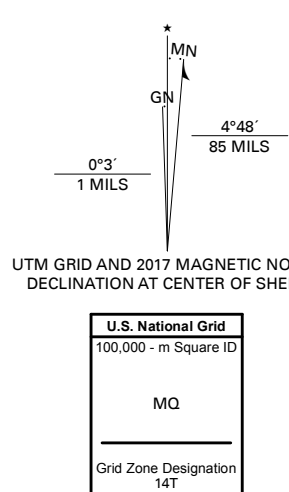 ★
MN
GN
4°48´
85 MILS
0°3´
1 MILS
UTM GRID AND 2017 MAGNETIC NO
DECLINATION AT CENTER OF SHE
U.S. National Grid
100,000 - m Square ID
MQ
Grid Zone Designation
14T